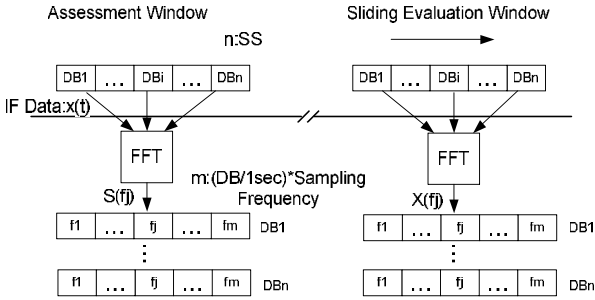 Assessment Window
Sliding Evaluation Window
n:SS
DB1 ... DBi ... DBn
DB1 ... DBi ... DBn
IF Data:x(t)
FFT
FFT
S(fj)
m:(DB/1sec)*Sampling
Frequency
X(fj)
f1 ... fj ... fm DB1
f1 ... fj ... fm DB1
f1 ... fj ... fm DBn
f1 ... fj ... fm DBn